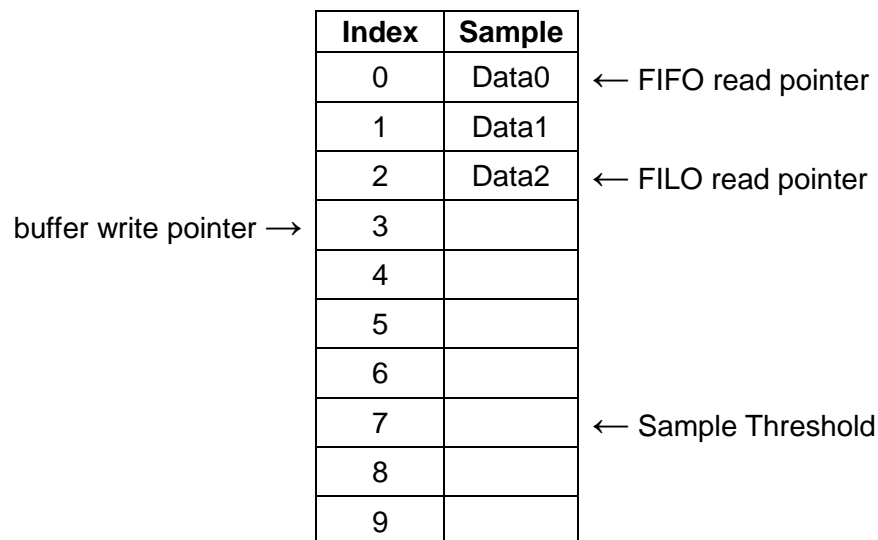 Index Sample
0 Data0 ← FIFO read pointer
1 Data1
2 Data2 ← FILO read pointer
buffer write pointer → 3
4
5
6
7 ← Sample Threshold
8
9